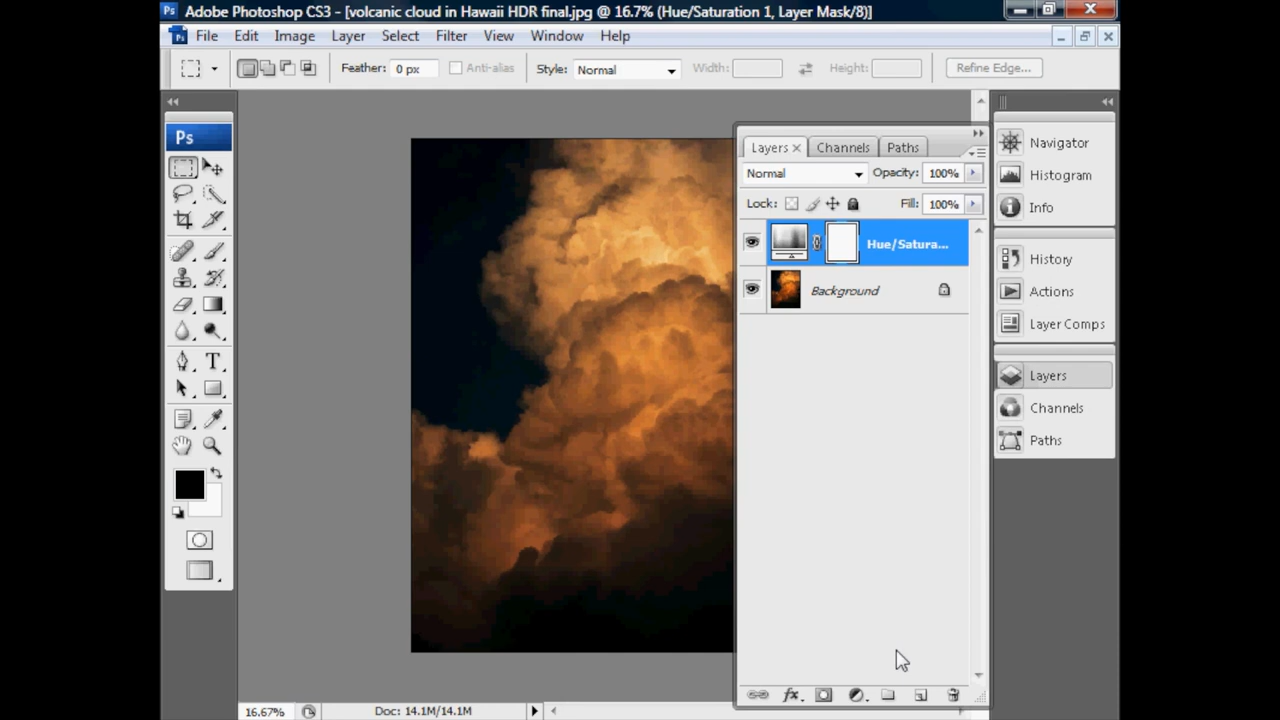 Ps Adobe Photoshop CS3 - [volcanic cloud in Hawaii HDR final.jpg @ 16.7% (Hue/Saturation 1, Layer Mask/8)]
Ps File Edit Image Layer Select Filter View Window Help
Feather: 0 px Anti-alias Style: Normal Width: Height: Refine Edge...
Ps
Layers Channels Paths
Normal Opacity: 100%
Lock: Fill: 100%
Hue/Satura...
Background
Navigator
Histogram
Info
History
Actions
Layer Comps
Layers
Channels
Paths
T
fx
16.67% Doc: 14.1M/14.1M